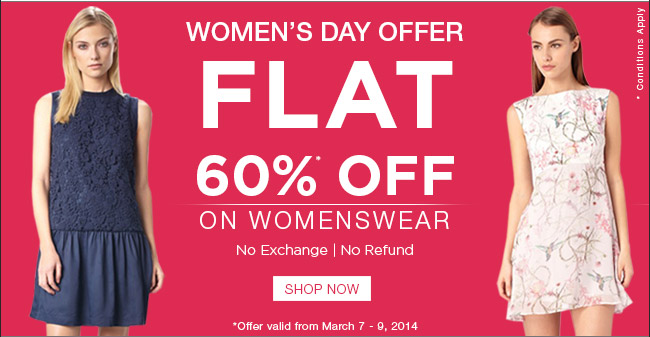 WOMEN'S DAY OFFER
FLAT
60%* OFF
ON WOMENSWEAR
No Exchange | No Refund
SHOP NOW
*Offer valid from March 7 - 9, 2014
* Conditions Apply